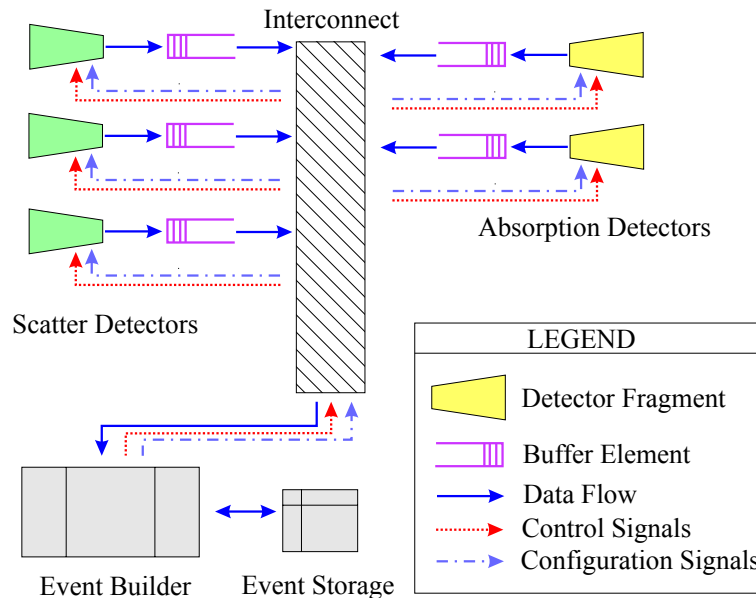 Interconnect
Absorption Detectors
Scatter Detectors
LEGEND
Detector Fragment
Buffer Element
Data Flow
Control Signals
Configuration Signals
Event Builder
Event Storage